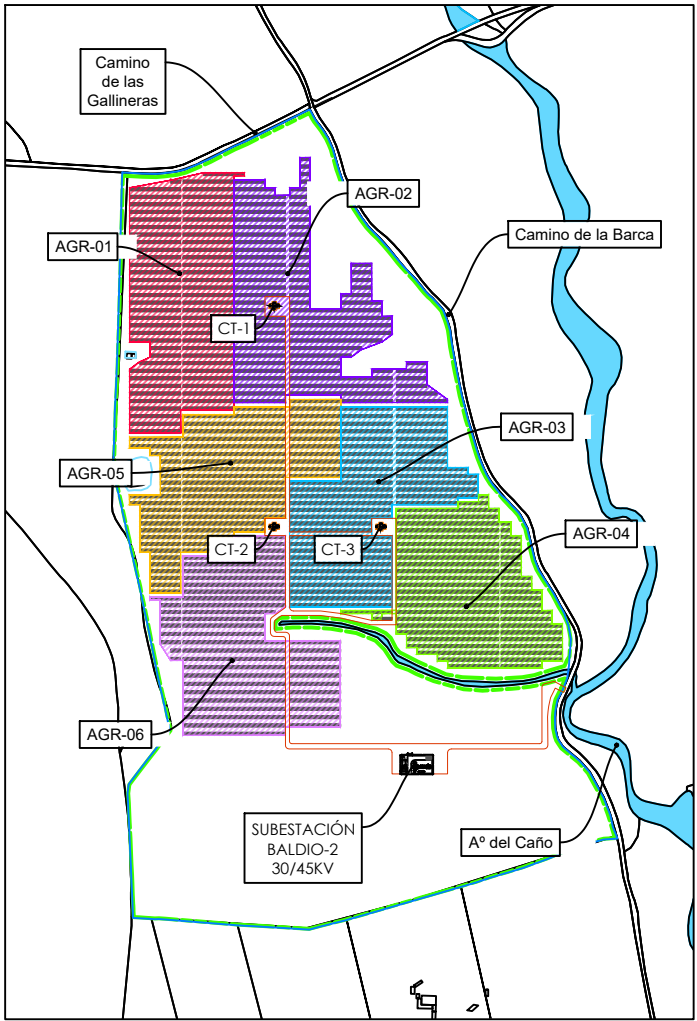 Camino
de las
Gallineras
AGR-02
AGR-01
Camino de la Barca
CT-1
E
AGR-03
AGR-05
AGR-04
CT-2
CT-3
AGR-06
SUBESTACIÓN
BALDIO-2
30/45KV
Aº del Caño